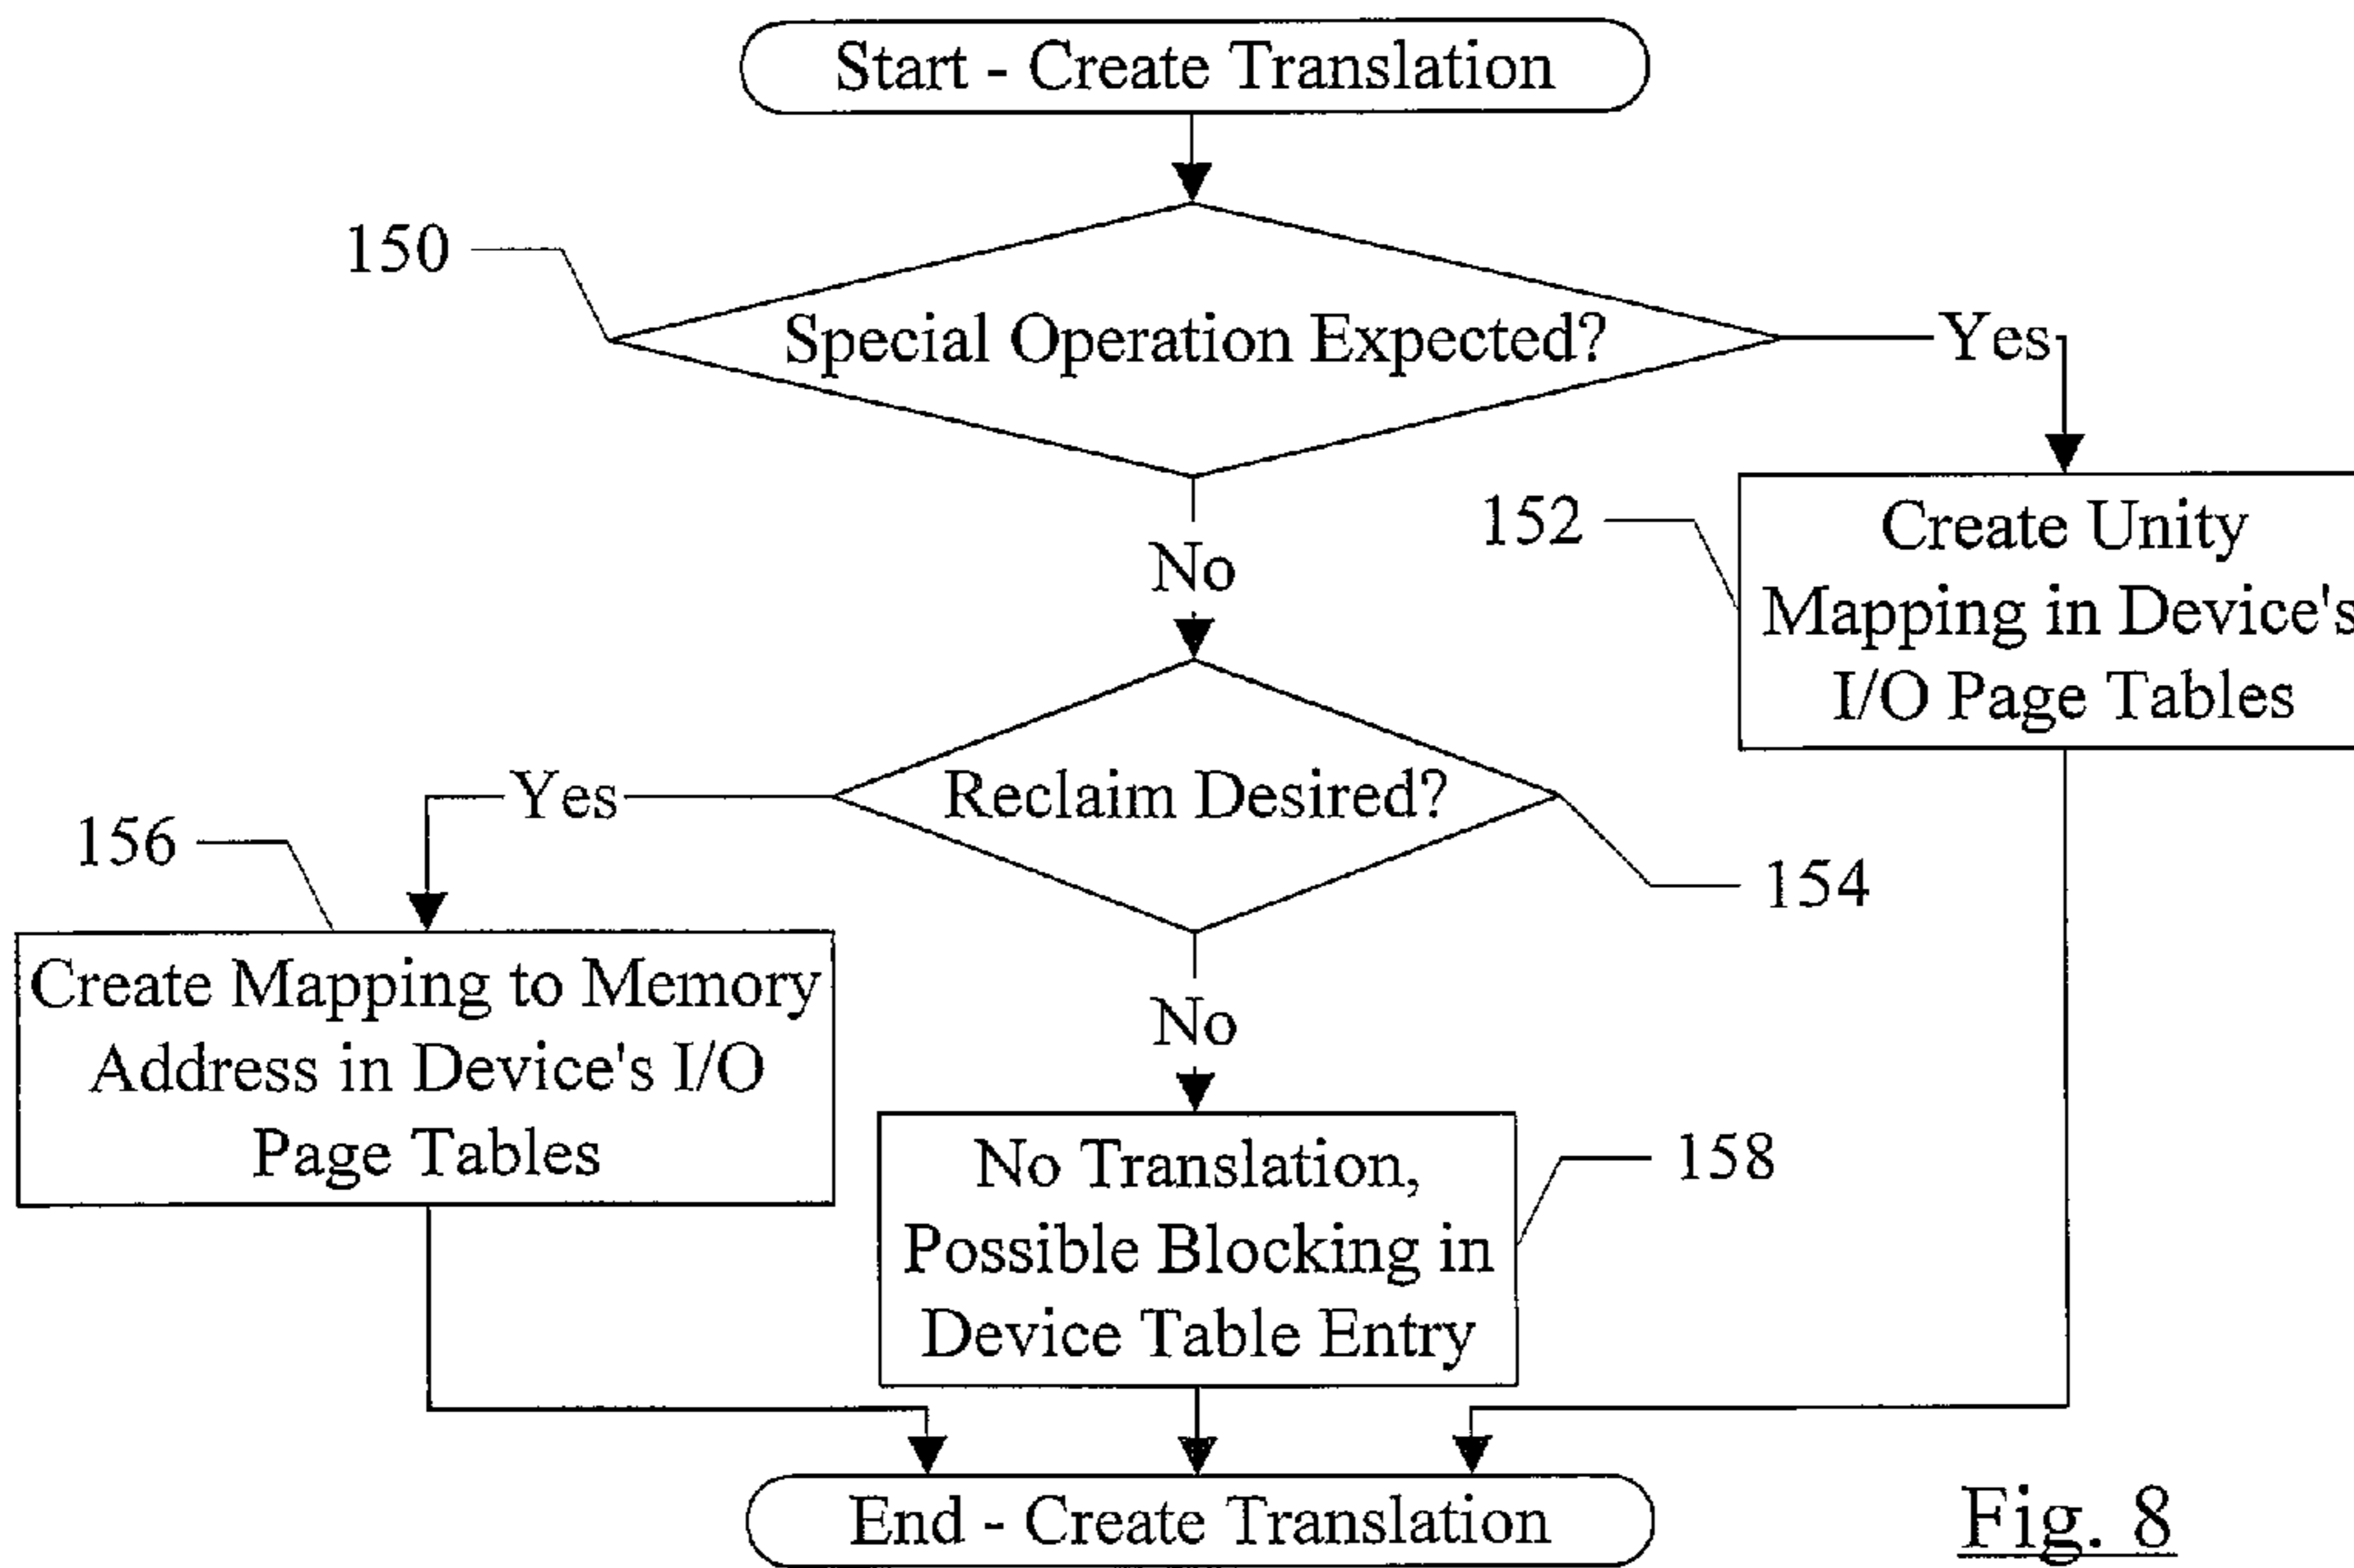 Start - Create Translation
150
Special Operation Expected?
Yes
No
152
Create Unity
Mapping in Device's
I/O Page Tables
Reclaim Desired?
Yes
154
156
Create Mapping to Memory
Address in Device's I/O
Page Tables
No
No Translation,
Possible Blocking in
Device Table Entry
158
End - Create Translation
Fig. 8